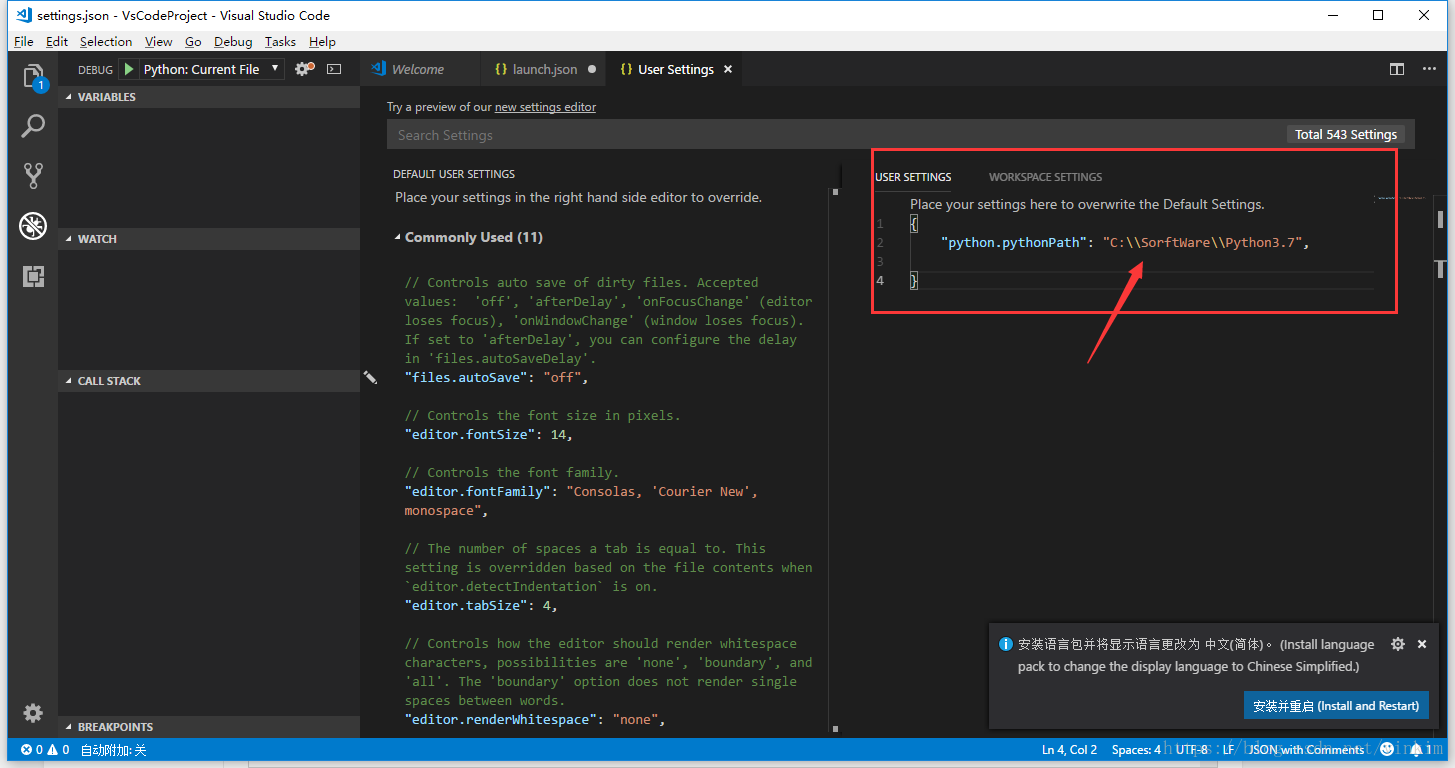 settings.json - VsCodeProject - Visual Studio Code
File Edit Selection View Go Debug Tasks Help
1
DEBUG Python: Current File
Welcome
{} launch.json
{} User Settings
VARIABLES
WATCH
CALL STACK
BREAKPOINTS
Try a preview of our new settings editor
Search Settings
Total 543 Settings
DEFAULT USER SETTINGS
Place your settings in the right hand side editor to override.
Commonly Used (11)
// Controls auto save of dirty files. Accepted
values:  'off', 'afterDelay', 'onFocusChange' (editor
loses focus), 'onWindowChange' (window loses focus).
If set to 'afterDelay', you can configure the delay
in 'files.autoSaveDelay'.
"files.autoSave": "off",
// Controls the font size in pixels.
"editor.fontSize": 14,
// Controls the font family.
"editor.fontFamily": "Consolas, 'Courier New',
monospace",
// The number of spaces a tab is equal to. This
setting is overridden based on the file contents when
`editor.detectIndentation` is on.
"editor.tabSize": 4,
// Controls how the editor should render whitespace
characters, possibilities are 'none', 'boundary', and
'all'. The 'boundary' option does not render single
spaces between words.
"editor.renderWhitespace": "none",
USER SETTINGS WORKSPACE SETTINGS
Place your settings here to overwrite the Default Settings.
1 {
2 "python.pythonPath": "C:\\SorftWare\\Python3.7",
3
4 }
安装语言包并将显示语言更改为 中文(简体)。 (Install language
pack to change the display language to Chinese Simplified.)
安装并重启 (Install and Restart)
0 0 自动附加: 关
Ln 4, Col 2 Spaces: 4 UTF-8 LF JSON with Comments 1